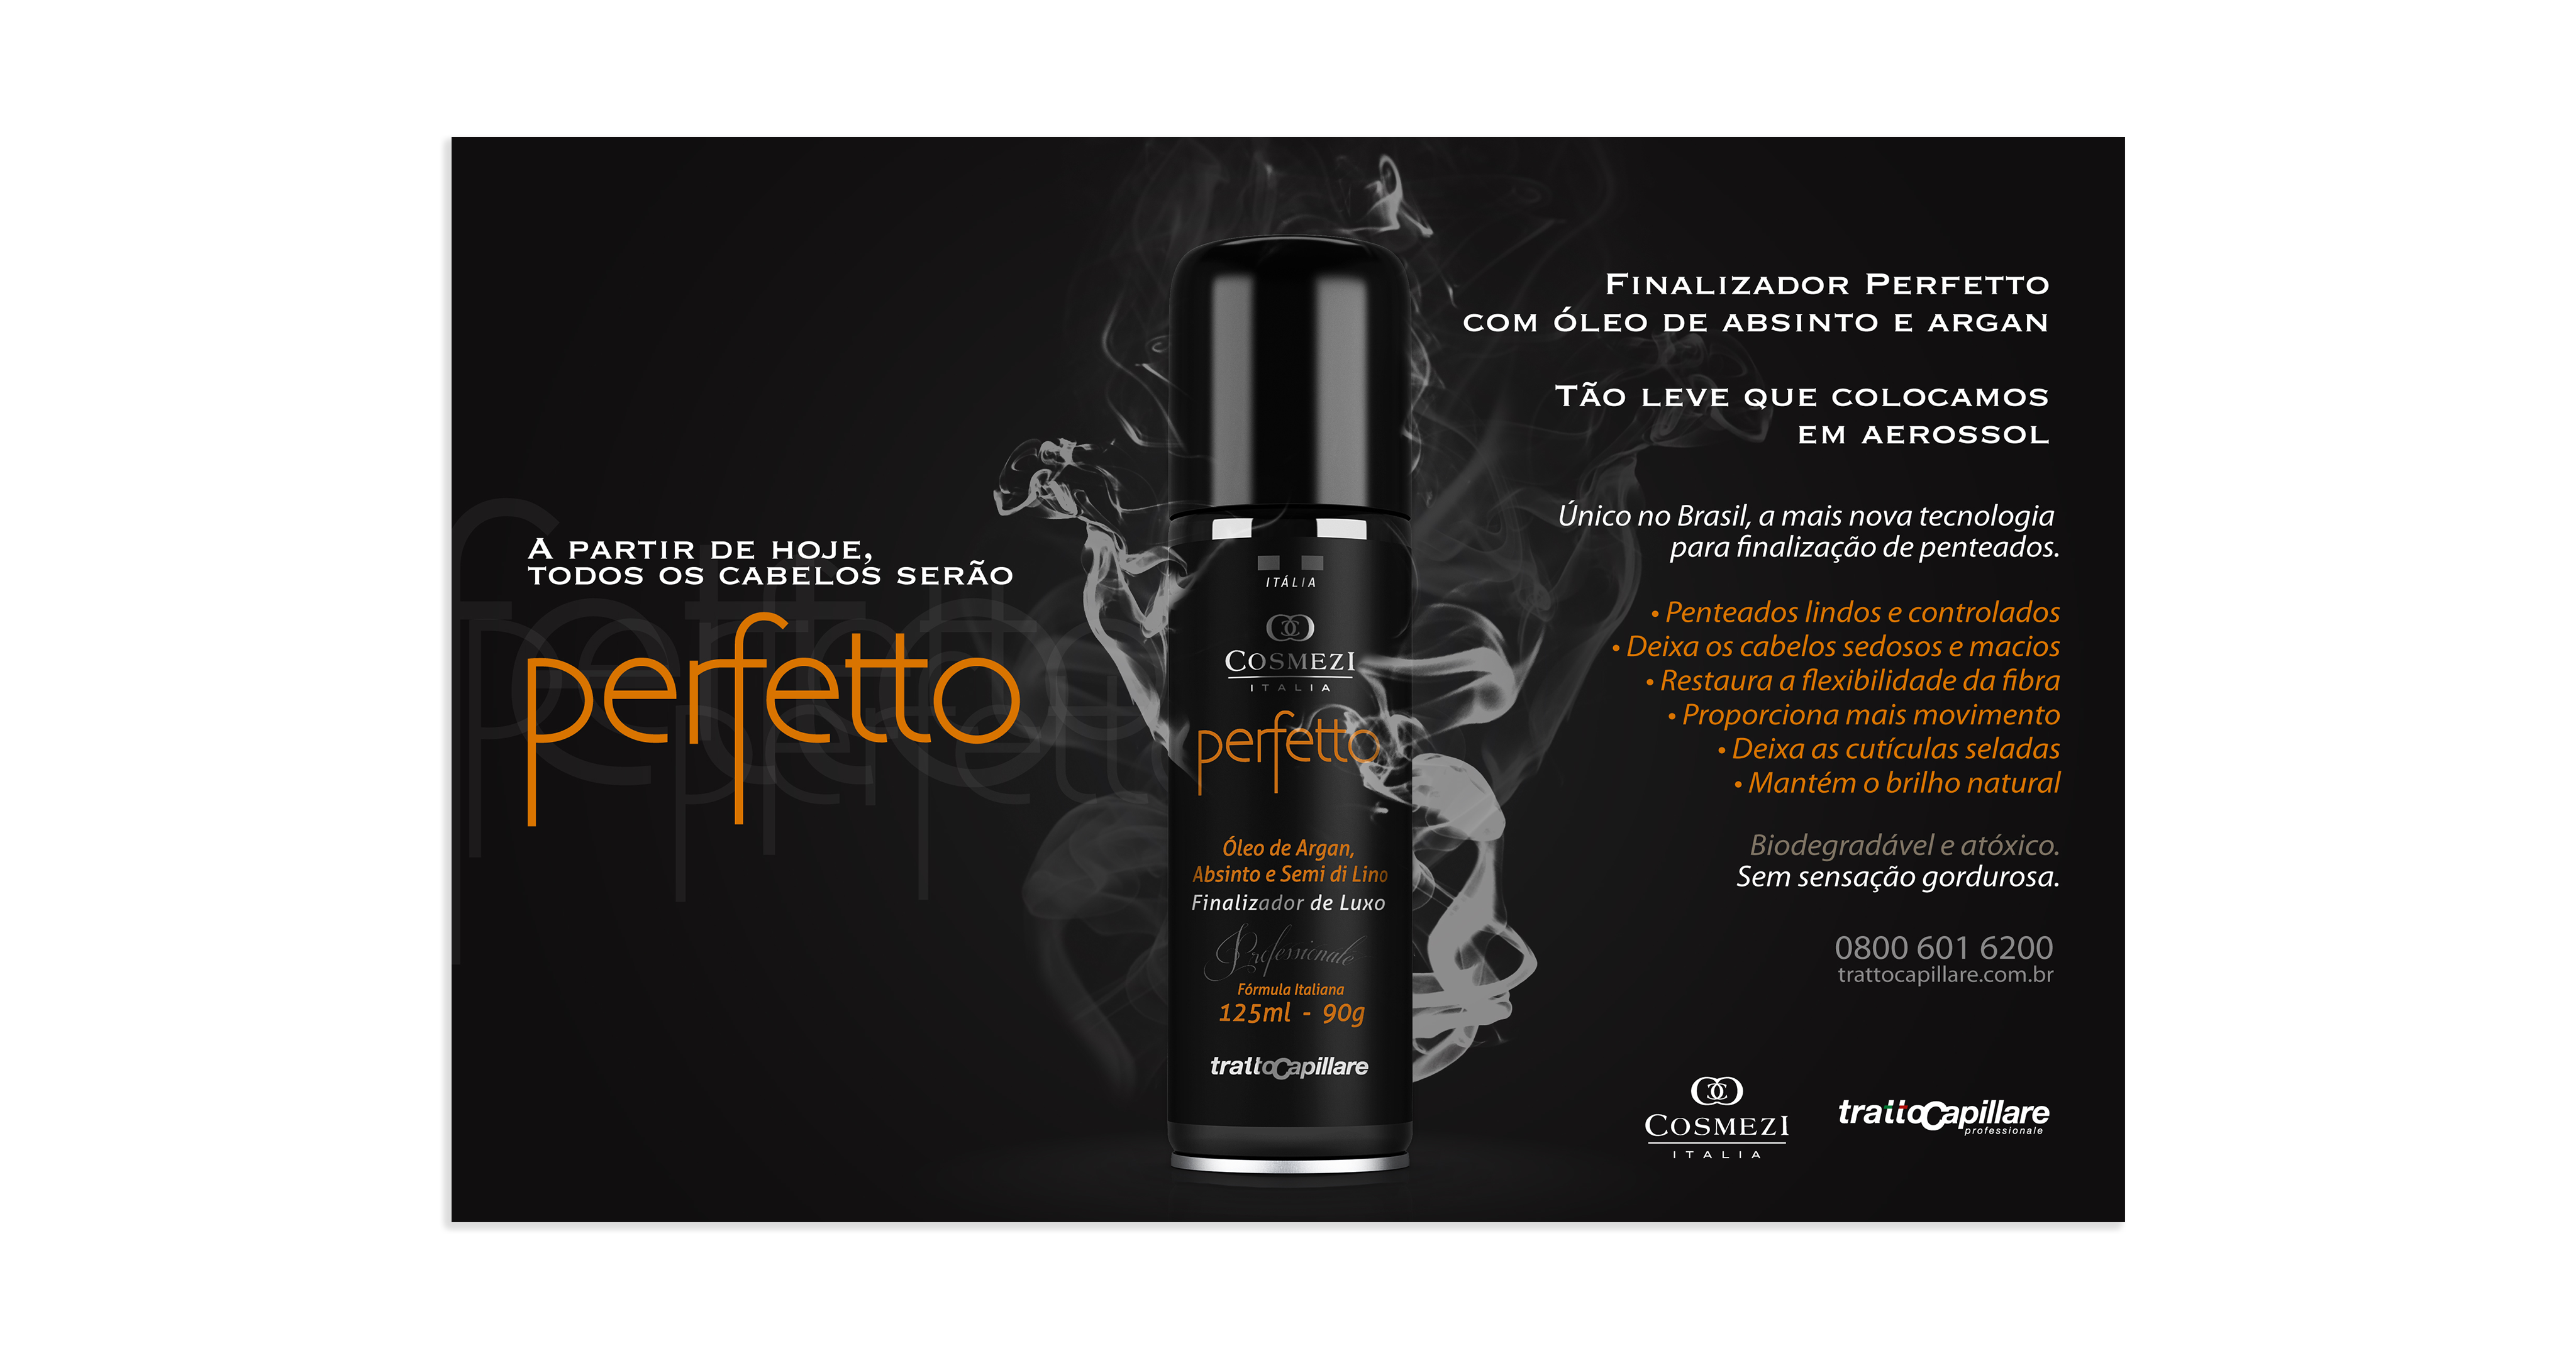 A PARTIR DE HOJE,
TODOS OS CABELOS SERÃO
perfetto
ITÁLIA
COSMEZI
ITALIA
perfetto
Óleo de Argan,
Absinto e Semi di Lino
Finalizador de Luxo
Professionale
Fórmula Italiana
125ml - 90g
trattoCapillare
FINALIZADOR PERFETTO
COM ÓLEO DE ABSINTO E ARGAN
TÃO LEVE QUE COLOCAMOS
EM AEROSSOL
Único no Brasil, a mais nova tecnologia
para finalização de penteados.
• Penteados lindos e controlados
• Deixa os cabelos sedosos e macios
• Restaura a flexibilidade da fibra
• Proporciona mais movimento
• Deixa as cutículas seladas
• Mantém o brilho natural
Biodegradável e atóxico.
Sem sensação gordurosa.
0800 601 6200
trattocapillare.com.br
COSMEZI
ITALIA
trattoCapillare
professionale